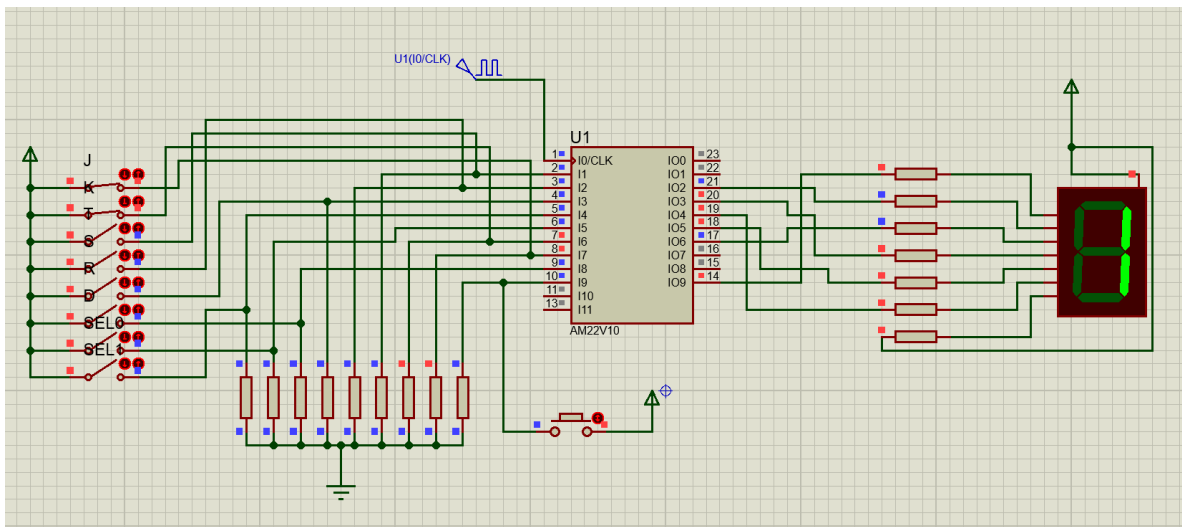 U1(I0/CLK)
J
K
T
S
R
D
SEL0
SEL1
U1
1
I0/CLK
IO0
23
2
I1
IO1
22
3
I2
IO2
21
4
I3
IO3
20
5
I4
IO4
19
6
I5
IO5
18
7
I6
IO6
17
8
I7
IO7
16
9
I8
IO8
15
10
I9
IO9
14
11
I10
13
I11
AM22V10